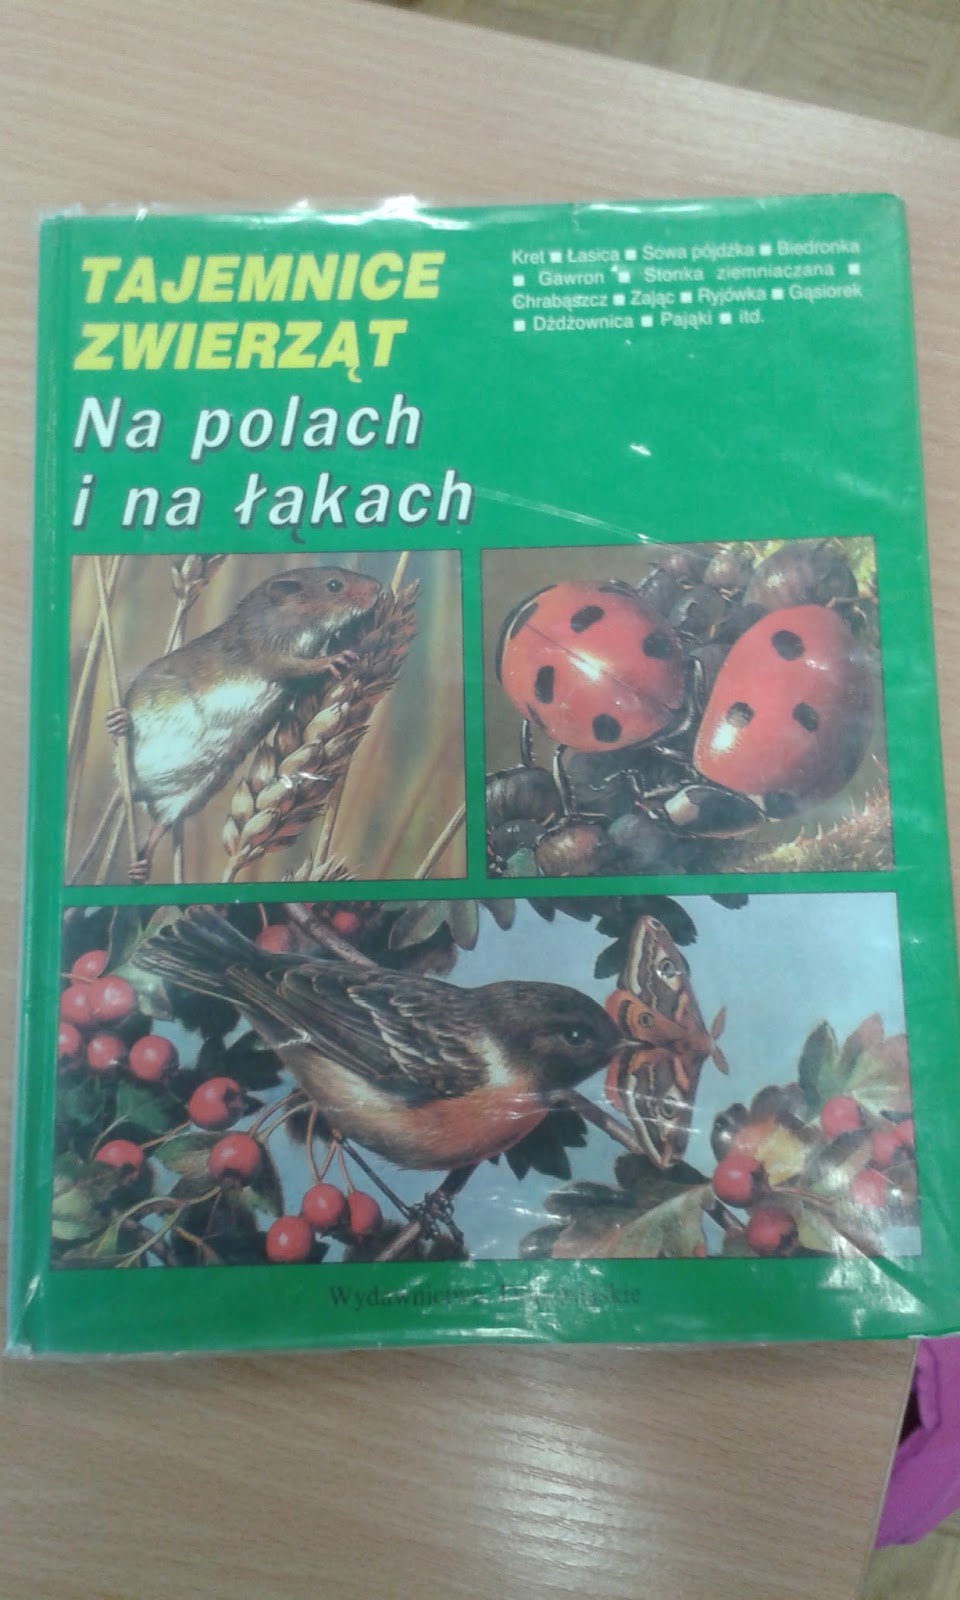 TAJEMNICE
ZWIERZĄT
Na polach
i na łąkach
Kret ■ Łasica ■ Sowa pójdźka ■ Biedronka
■ Gawron ■ Stonka ziemniaczana ■
Chrabąszcz ■ Zając ■ Ryjówka ■ Gąsiorek
■ Dżdżownica ■ Pająki ■ itd.
Wydawnictwo